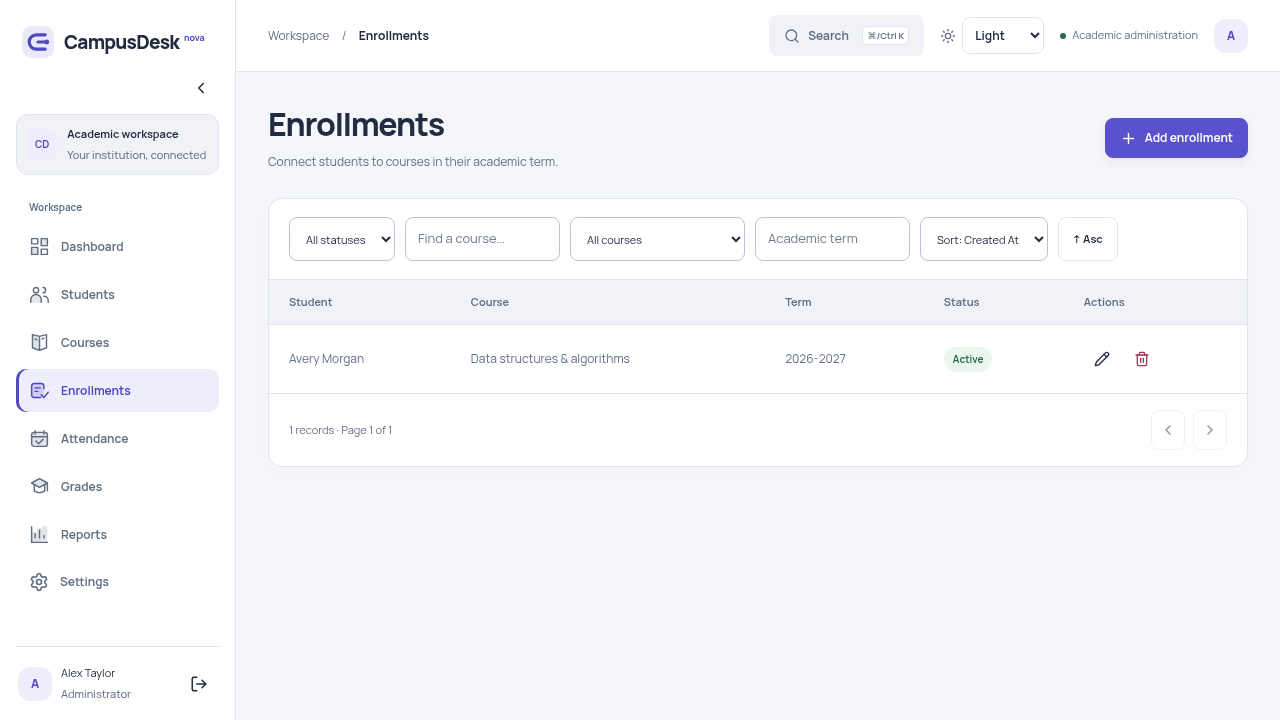 CampusDesk nova
CD
Academic workspace
Your institution, connected
Workspace
Dashboard
Students
Courses
Enrollments
Attendance
Grades
Reports
Settings
A
Alex Taylor
Administrator
Workspace / Enrollments
Search ⌘/Ctrl K
Light
Academic administration
A
Enrollments
Connect students to courses in their academic term.
Add enrollment
All statuses
Find a course...
All courses
Academic term
Sort: Created At
↑ Asc
Student Course Term Status Actions
Avery Morgan Data structures & algorithms 2026-2027 Active
1 records · Page 1 of 1